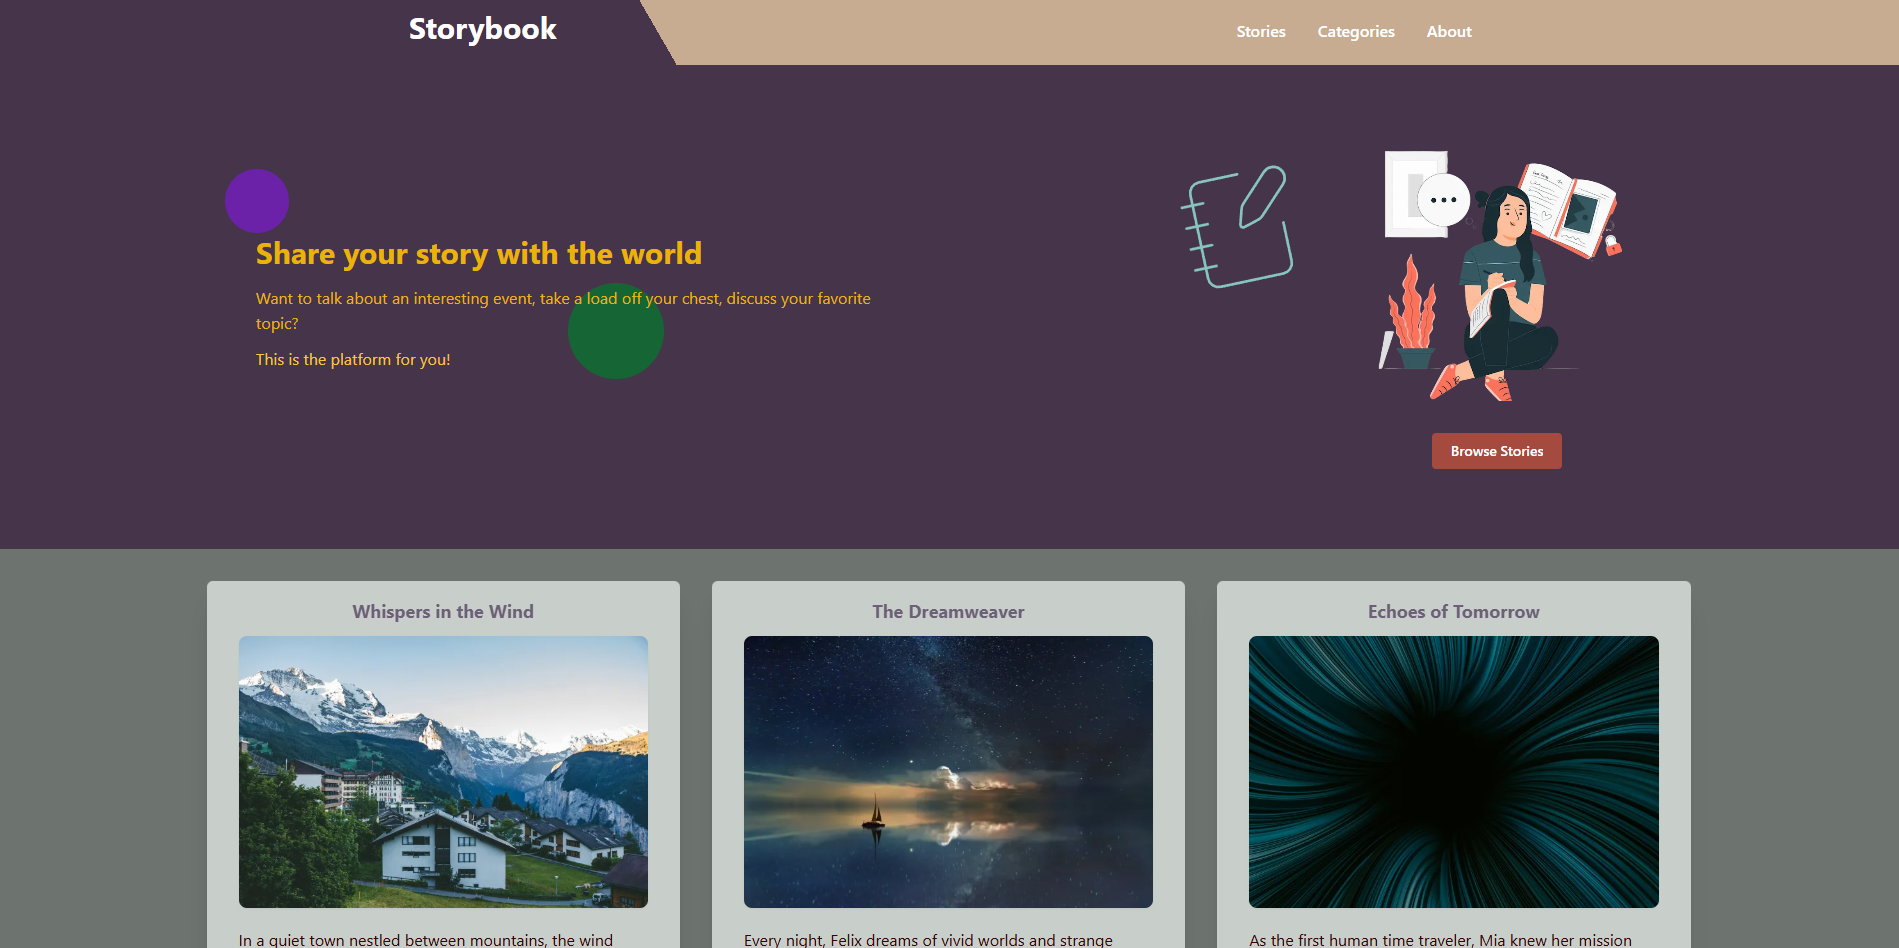 Storybook
Stories
Categories
About
Share your story with the world
Want to talk about an interesting event, take a load off your chest, discuss your favorite
topic?
This is the platform for you!
Browse Stories
Whispers in the Wind
The Dreamweaver
Echoes of Tomorrow
In a quiet town nestled between mountains, the wind
Every night, Felix dreams of vivid worlds and strange
As the first human time traveler, Mia knew her mission